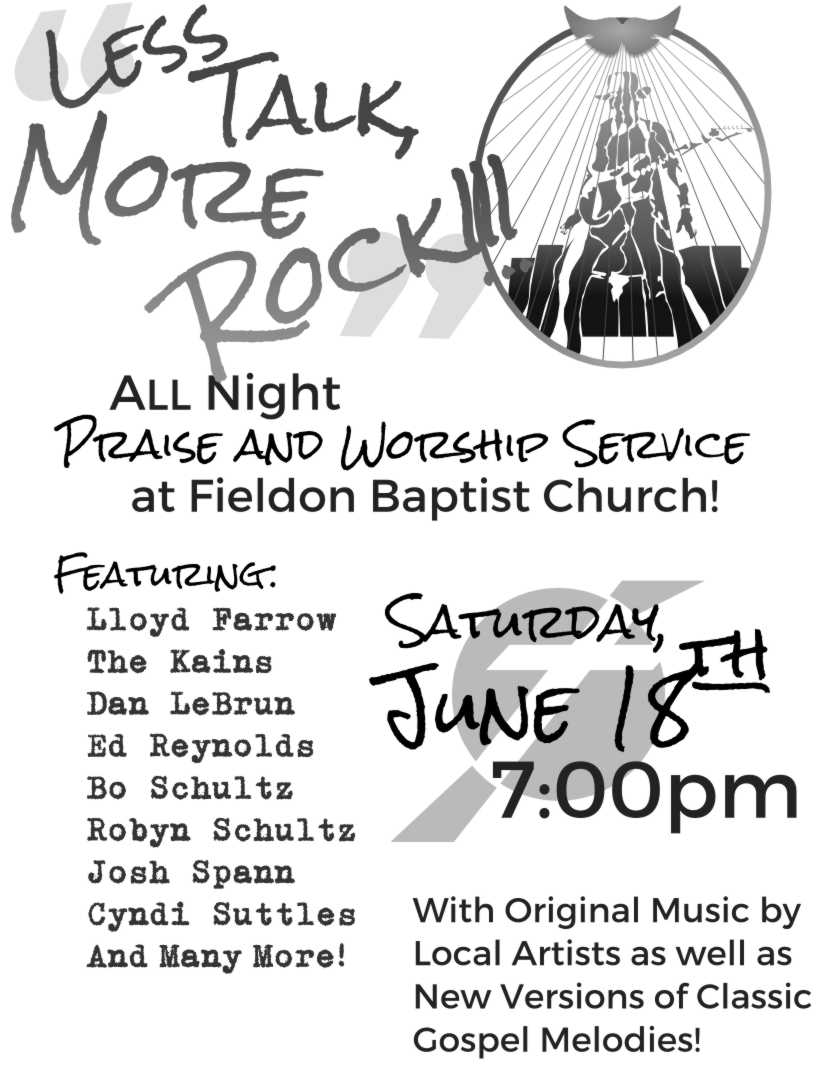 “Less
Talk,
More
Rock!!!”
ALL Night
Praise and Worship Service
at Fieldon Baptist Church!
Featuring:
Lloyd Farrow
The Kains
Dan LeBrun
Ed Reynolds
Bo Schultz
Robyn Schultz
Josh Spann
Cyndi Suttles
And Many More!
Saturday,
June 18th
7:00pm
With Original Music by
Local Artists as well as
New Versions of Classic
Gospel Melodies!